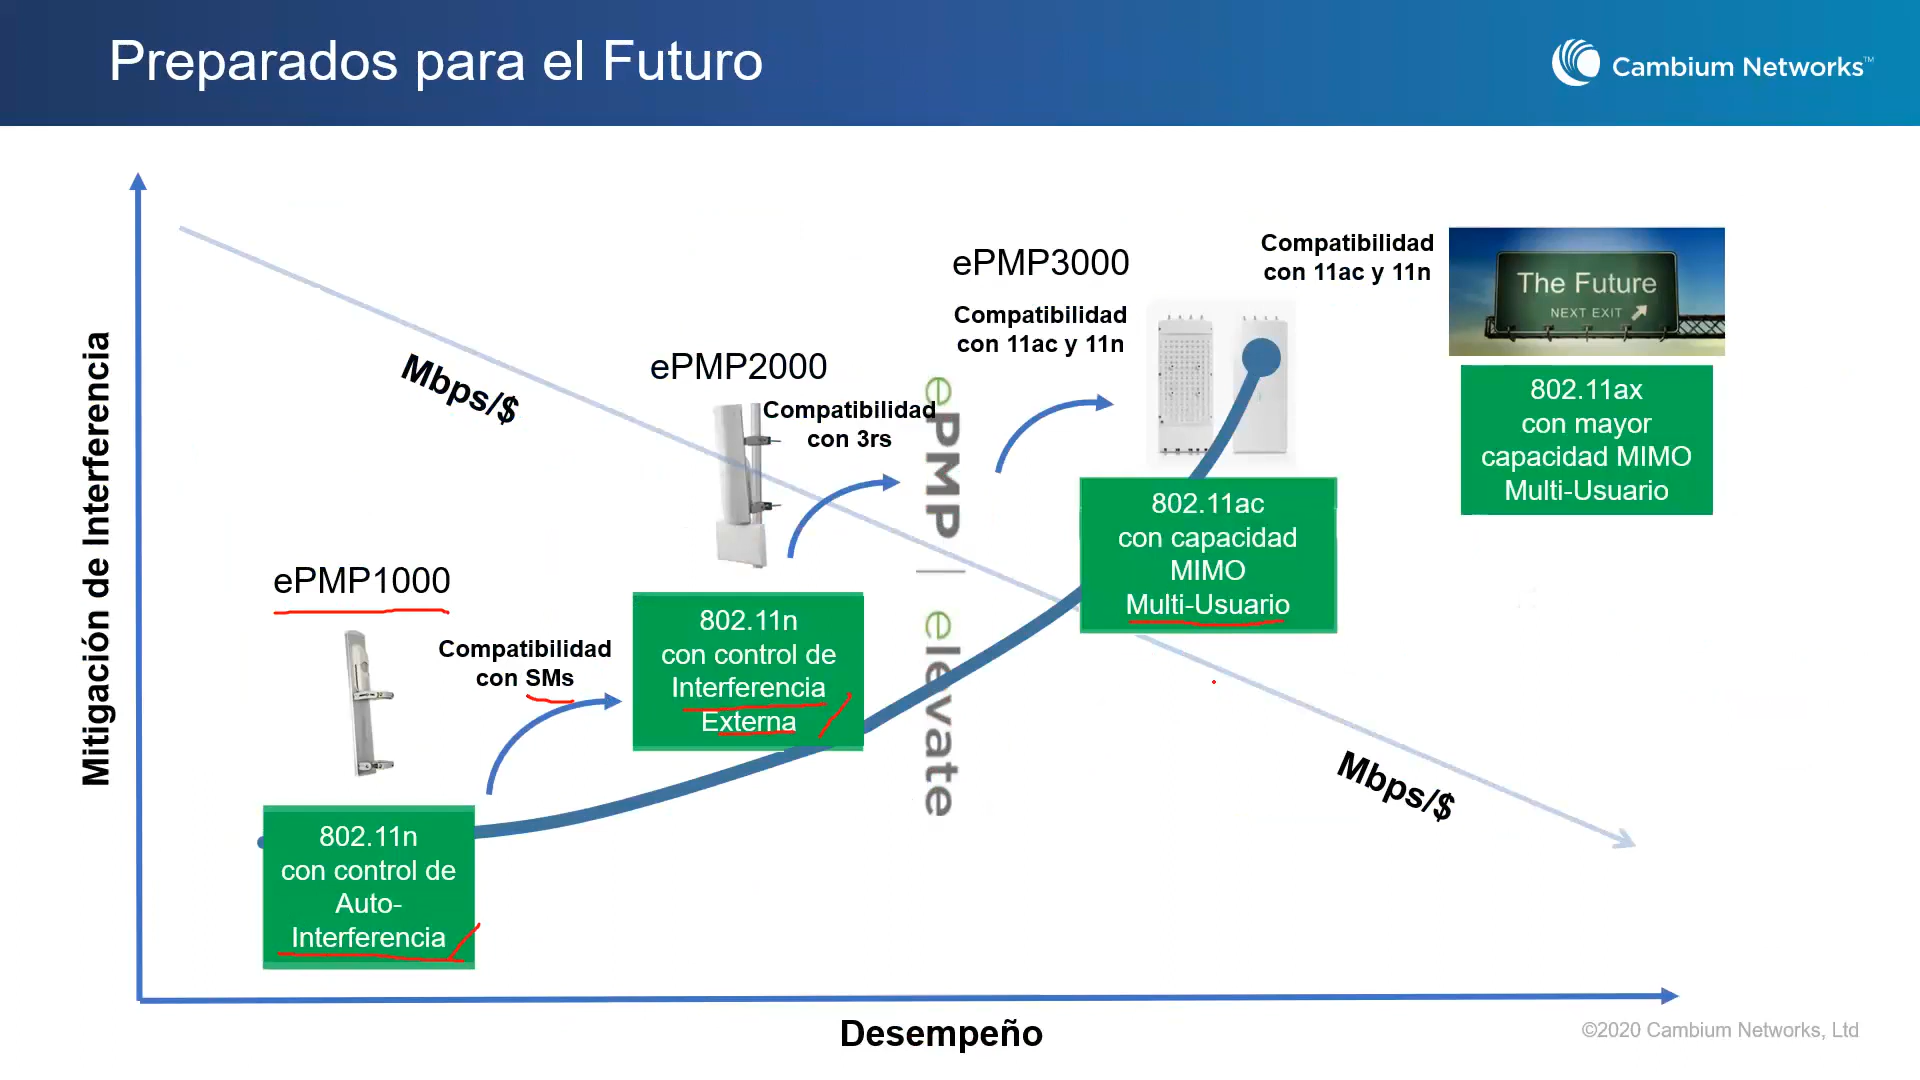 Preparados para el Futuro
Cambium Networks™
Mitigación de Interferencia
Mbps/$
ePMP1000
Compatibilidad
con SMs
802.11n
con control de
Auto-
Interferencia
ePMP2000
Compatibilidad
con 3rs
802.11n
con control de
Interferencia
Externa
ePMP | elevate
ePMP3000
Compatibilidad
con 11ac y 11n
802.11ac
con capacidad
MIMO
Multi-Usuario
Compatibilidad
con 11ac y 11n
The Future
NEXT EXIT
802.11ax
con mayor
capacidad MIMO
Multi-Usuario
Mbps/$
Desempeño
©2020 Cambium Networks, Ltd